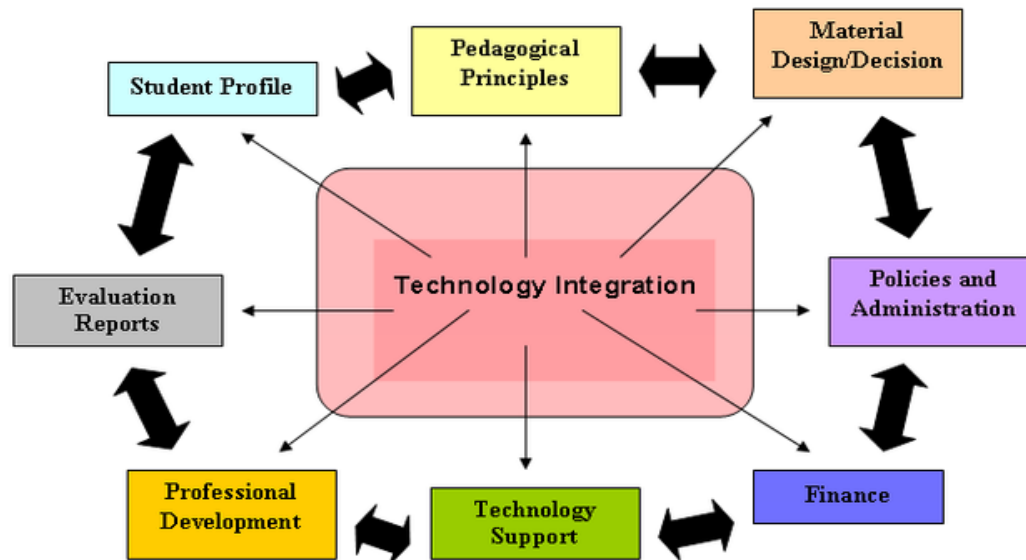 Pedagogical
Principles
Material
Design/Decision
Student Profile
Technology Integration
Evaluation
Reports
Policies and
Administration
Professional
Development
Technology
Support
Finance